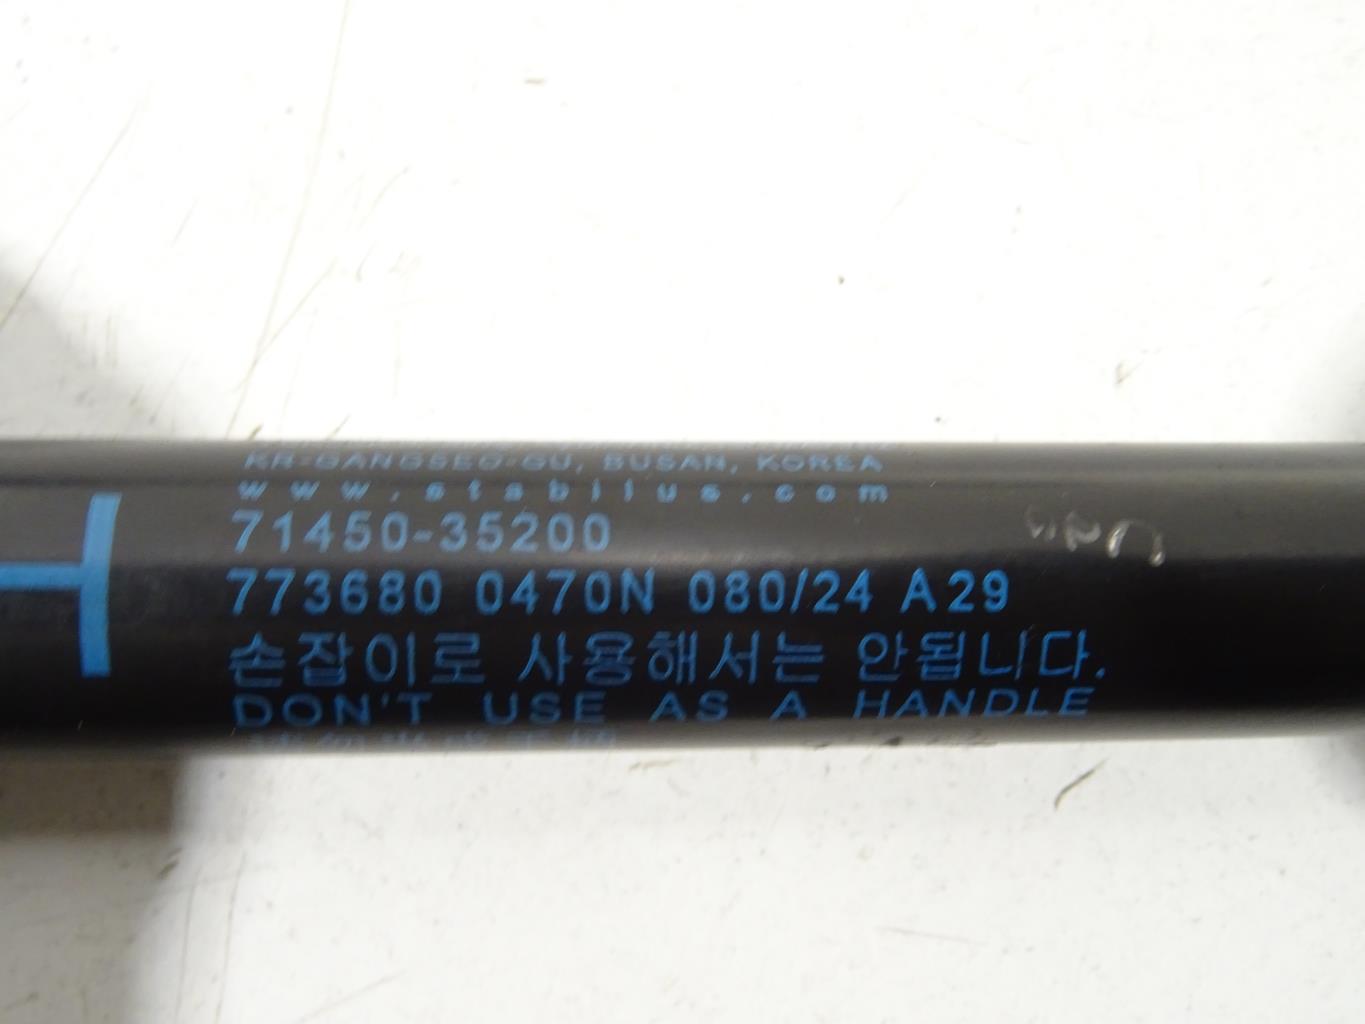 KR-GANGSEO-GU, BUSAN, KOREA
www.stabilus.com
71450-35200
773680 0470N 080/24 A29
손잡이로 사용해서는 안됩니다.
DON'T USE AS A HANDLE